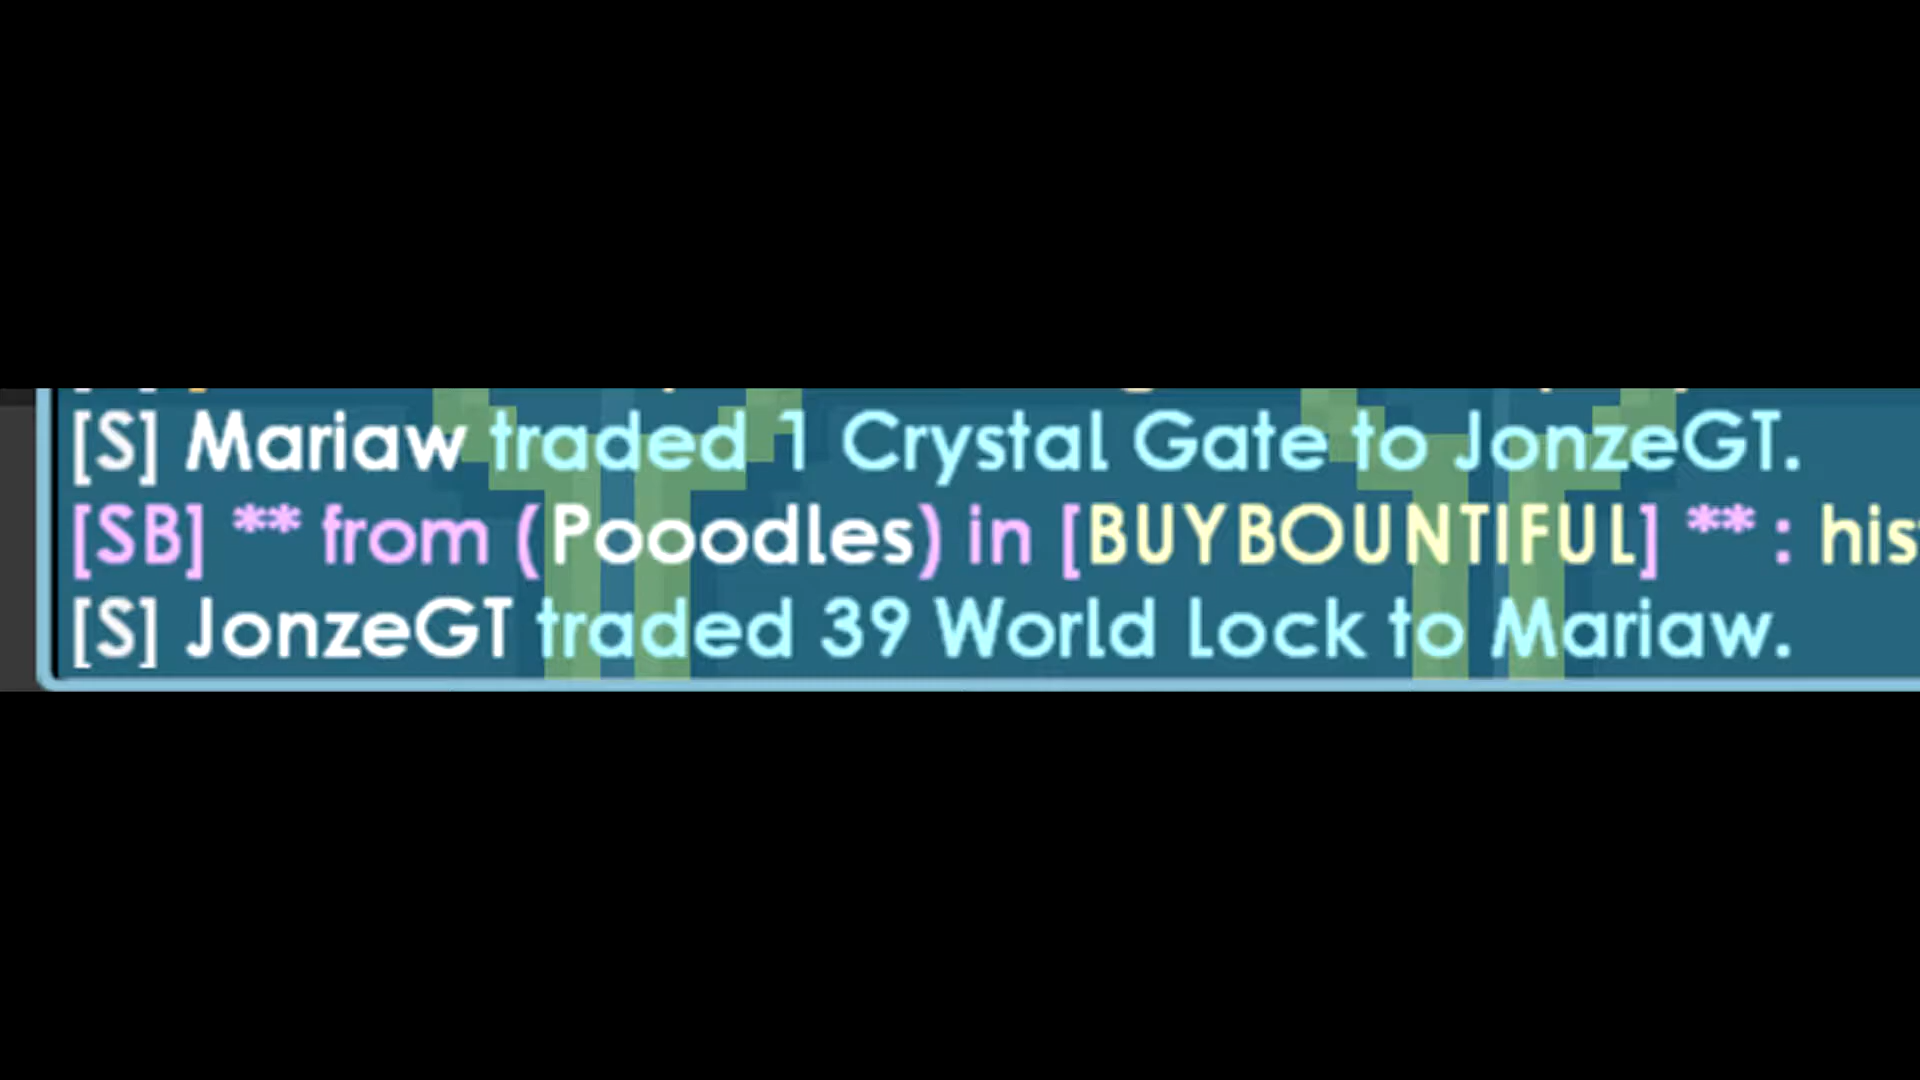 [S] Mariaw traded 1 Crystal Gate to JonzeGT.
[SB] ** from (Pooodles) in [BUYBOUNTIFUL] ** : his
[S] JonzeGT traded 39 World Lock to Mariaw.